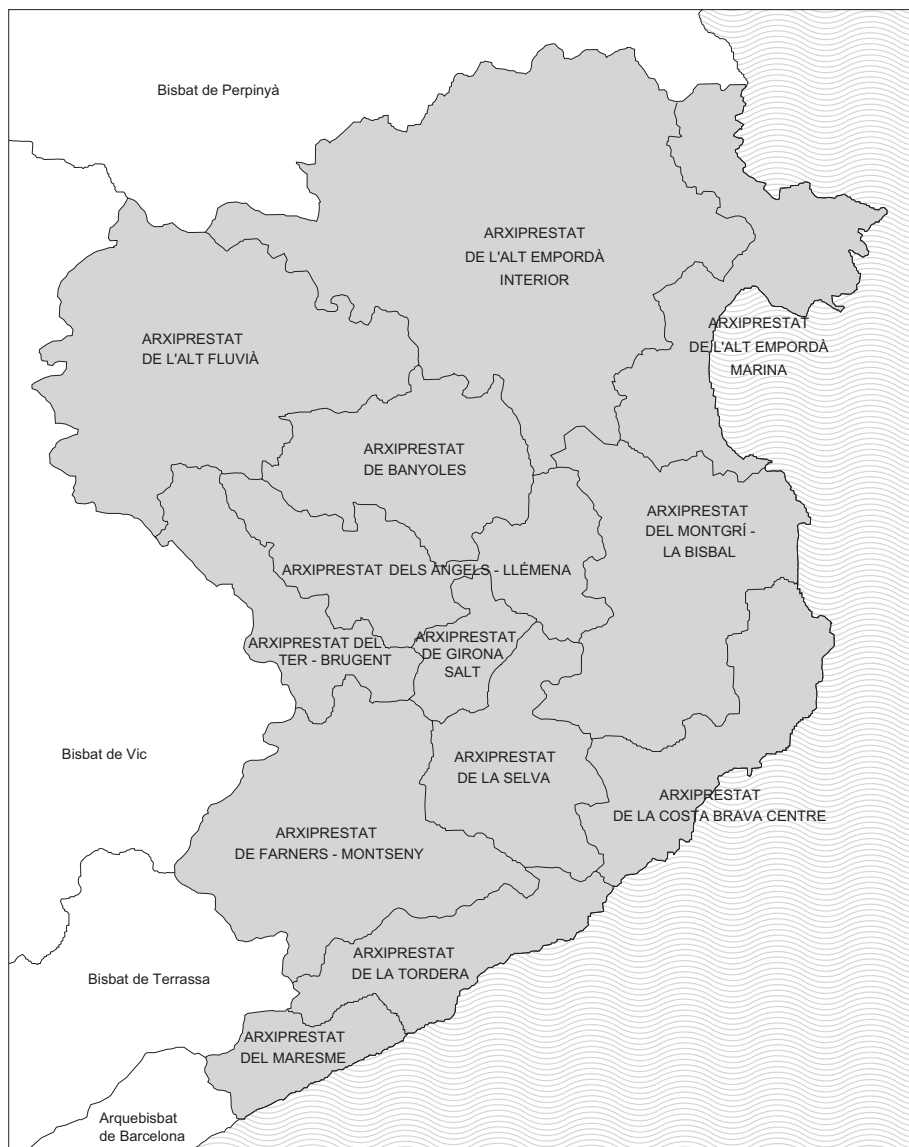 Bisbat de Perpinyà
ARXIPRESTAT
DE L'ALT EMPORDÀ
INTERIOR
ARXIPRESTAT
DE L'ALT EMPORDÀ
MARINA
ARXIPRESTAT
DE L'ALT FLUVIÀ
ARXIPRESTAT
DE BANYOLES
ARXIPRESTAT
DEL MONTGRÍ -
LA BISBAL
ARXIPRESTAT DELS ÀNGELS - LLÉMENA
ARXIPRESTAT DEL
TER - BRUGENT
ARXIPRESTAT
DE GIRONA
SALT
Bisbat de Vic
ARXIPRESTAT
DE LA SELVA
ARXIPRESTAT
DE LA COSTA BRAVA CENTRE
ARXIPRESTAT
DE FARNERS - MONTSENY
ARXIPRESTAT
DE LA TORDERA
Bisbat de Terrassa
ARXIPRESTAT
DEL MARESME
Arquebisbat
de Barcelona